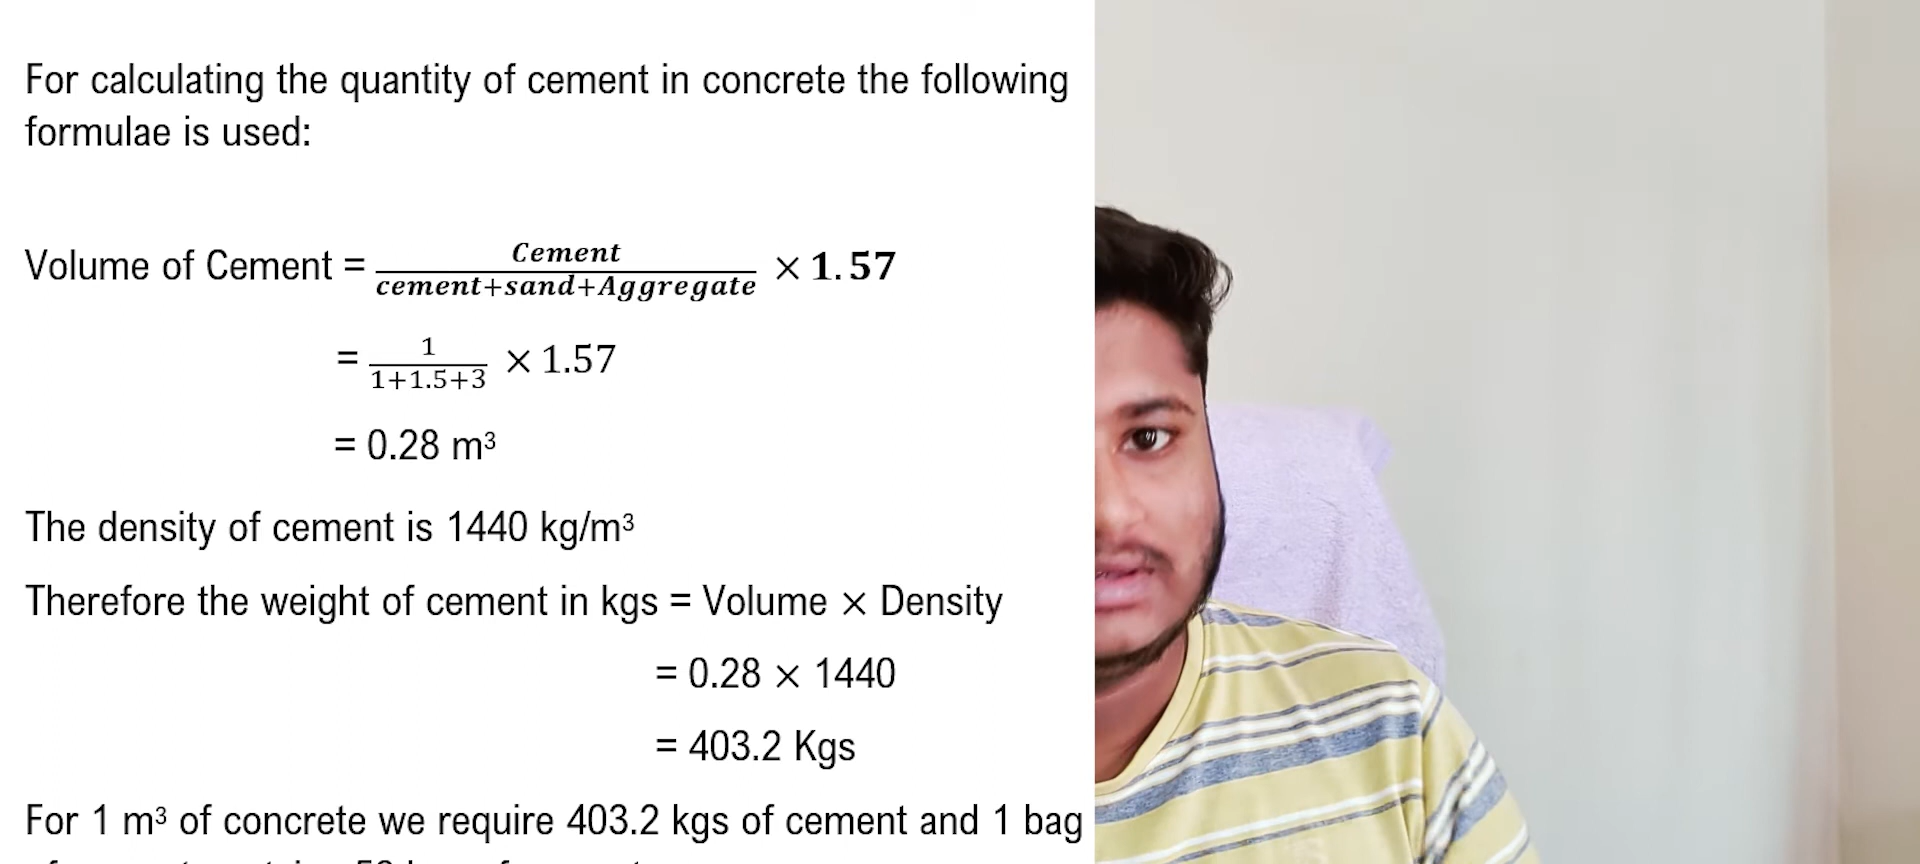 For calculating the quantity of cement in concrete the following
formulae is used:
Volume of Cement = Cement / cement+sand+Aggregate × 1.57
= 1 / 1+1.5+3 × 1.57
= 0.28 m³
The density of cement is 1440 kg/m³
Therefore the weight of cement in kgs = Volume × Density
= 0.28 × 1440
= 403.2 Kgs
For 1 m³ of concrete we require 403.2 kgs of cement and 1 bag